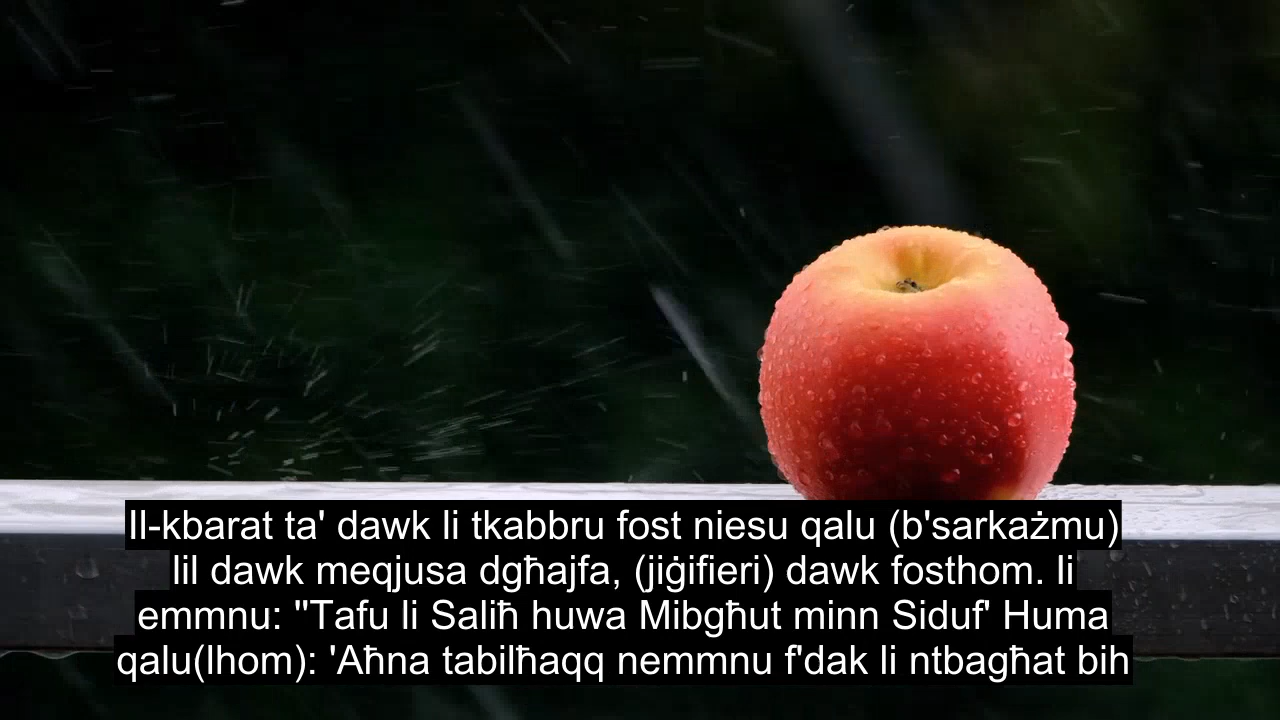 Il-kbarat ta' dawk li tkabbru fost niesu qalu (b'sarkażmu)
lil dawk meqjusa dgħajfa, (jiġifieri) dawk fosthom. li
emmnu: "Tafu li Saliħ huwa Mibgħut minn Siduf' Huma
qalu(lhom): 'Aħna tabilħaqq nemmnu f'dak li ntbagħat bih